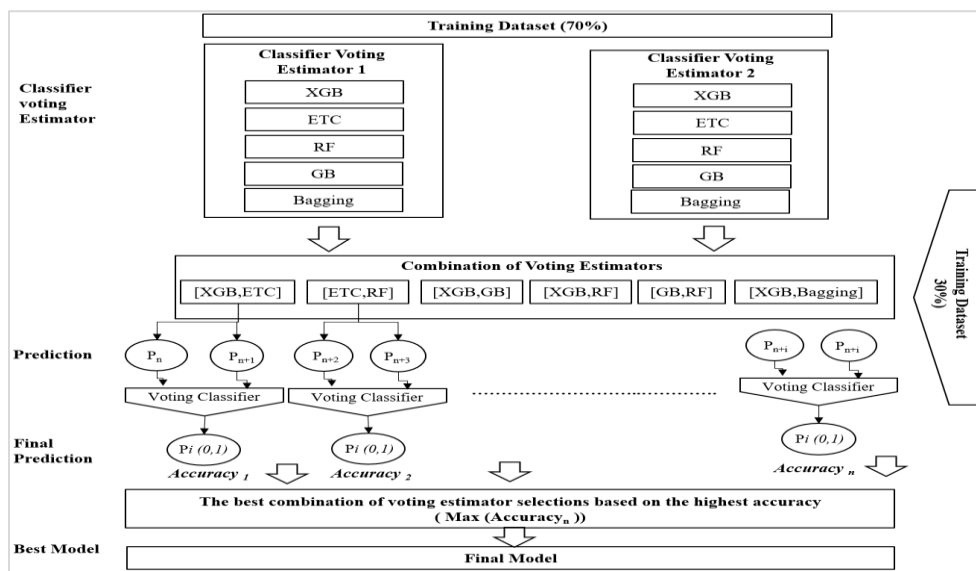 Training Dataset (70%)
Classifier
voting
Estimator
Classifier Voting
Estimator 1
XGB
ETC
RF
GB
Bagging
Classifier Voting
Estimator 2
XGB
ETC
RF
GB
Bagging
Training Dataset
30%)
Combination of Voting Estimators
[XGB,ETC]
[ETC,RF]
[XGB,GB]
[XGB,RF]
[GB,RF]
[XGB,Bagging]
Prediction
Pn
Pn+1
Pn+2
Pn+3
Pn+i
Pn+i
Voting Classifier
Voting Classifier
Voting Classifier
Final
Prediction
Pi (0,1)
Pi (0,1)
Pi (0,1)
Accuracy 1
Accuracy 2
Accuracy n
The best combination of voting estimator selections based on the highest accuracy
( Max (Accuracyn ))
Best Model
Final Model